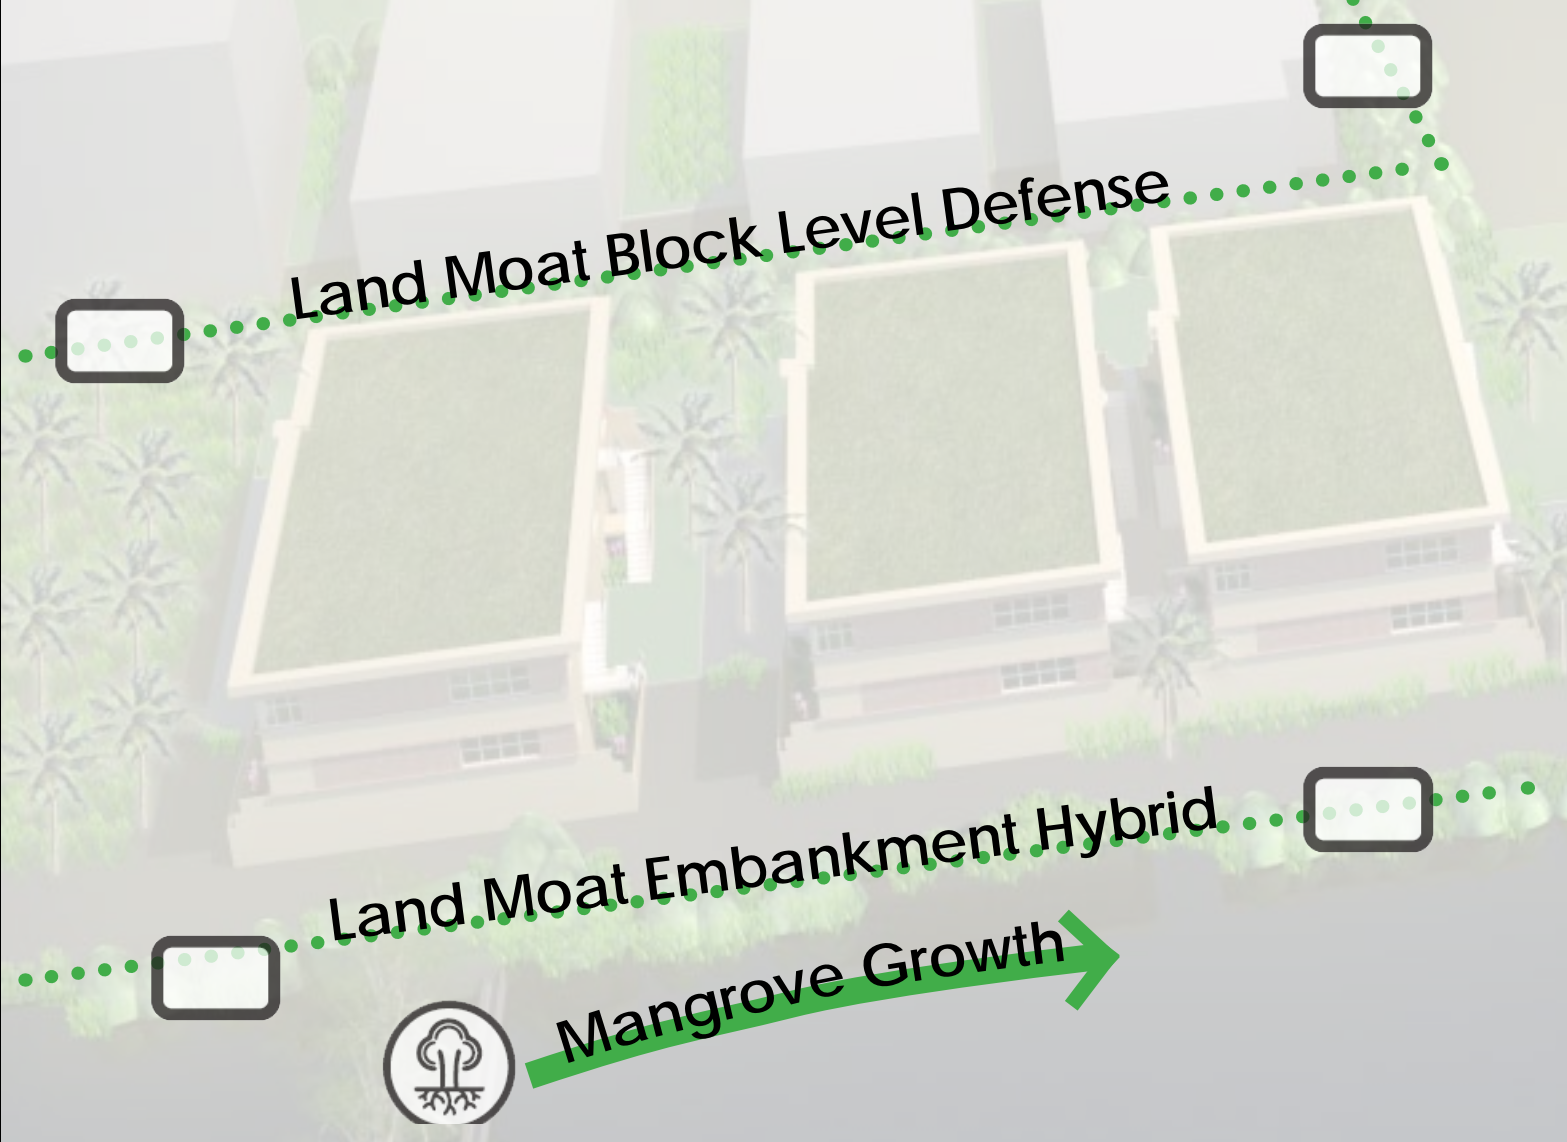 Land Moat Block Level Defense
Land Moat Embankment Hybrid
Mangrove Growth